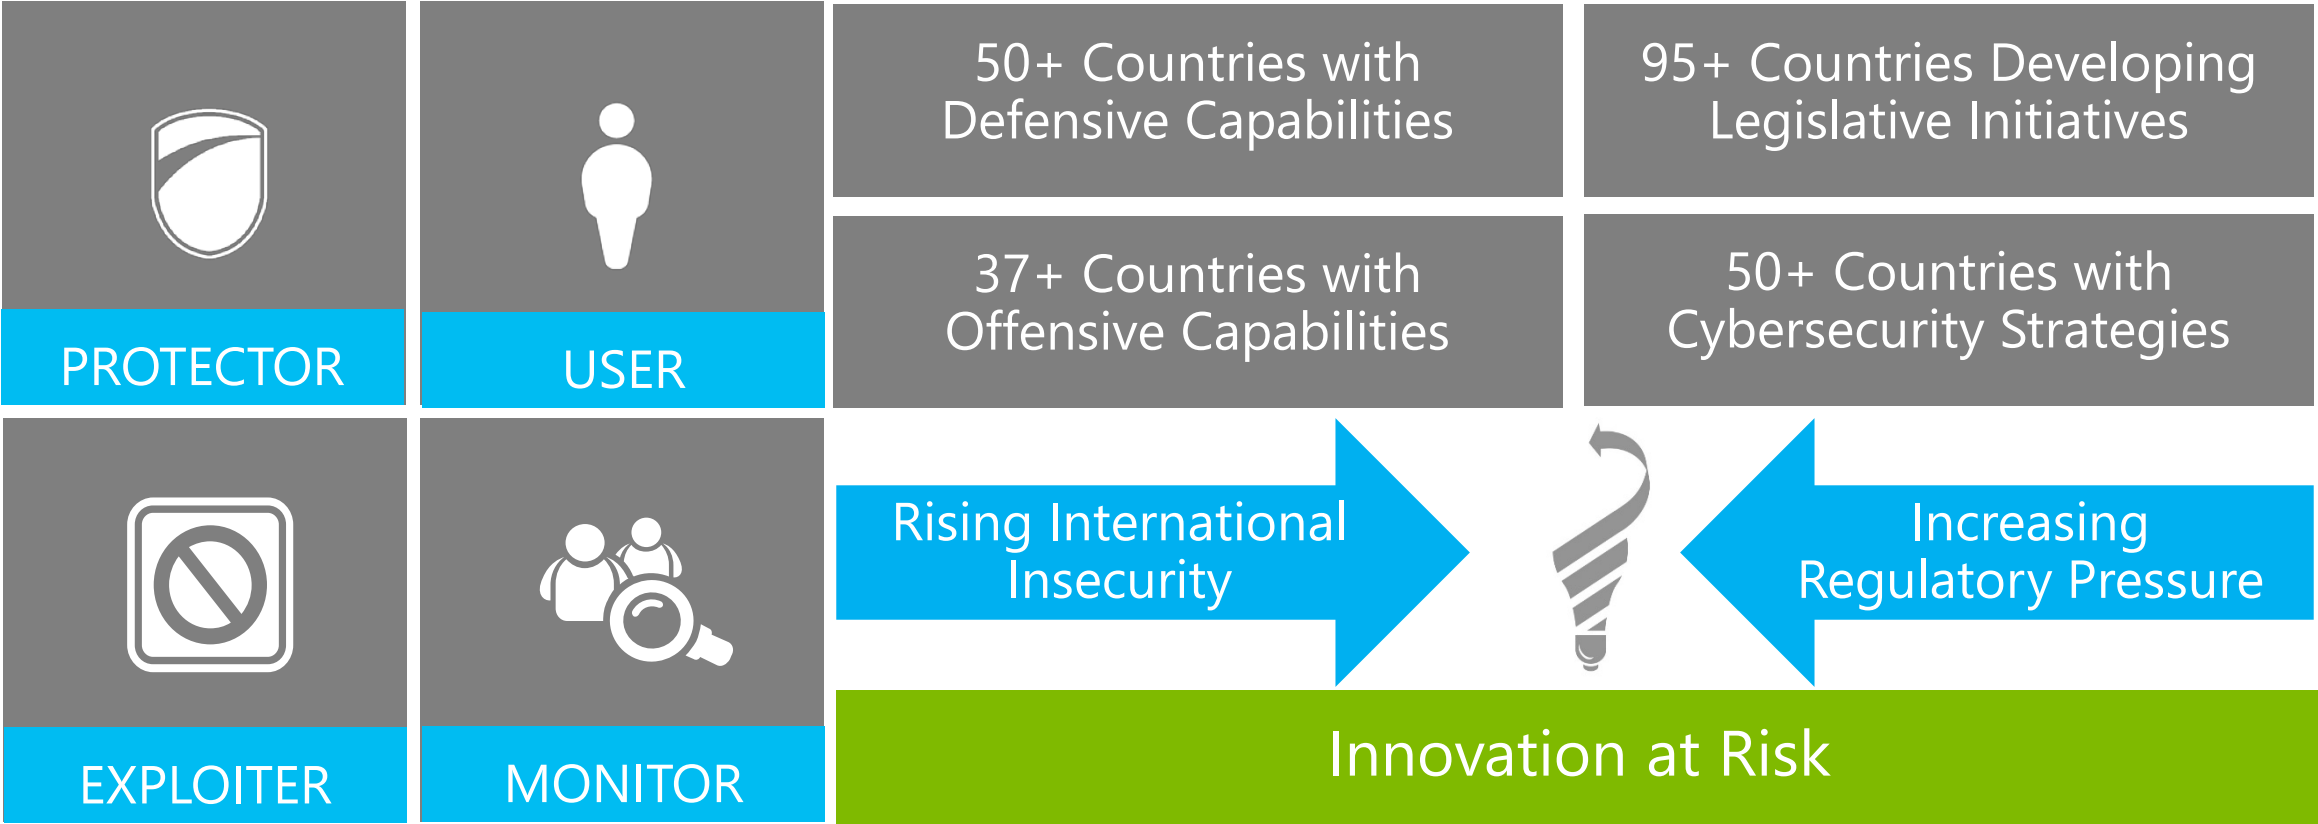 PROTECTOR
USER
50+ Countries with
Defensive Capabilities
95+ Countries Developing
Legislative Initiatives
37+ Countries with
Offensive Capabilities
50+ Countries with
Cybersecurity Strategies
EXPLOITER
MONITOR
Rising International
Insecurity
Increasing
Regulatory Pressure
Innovation at Risk